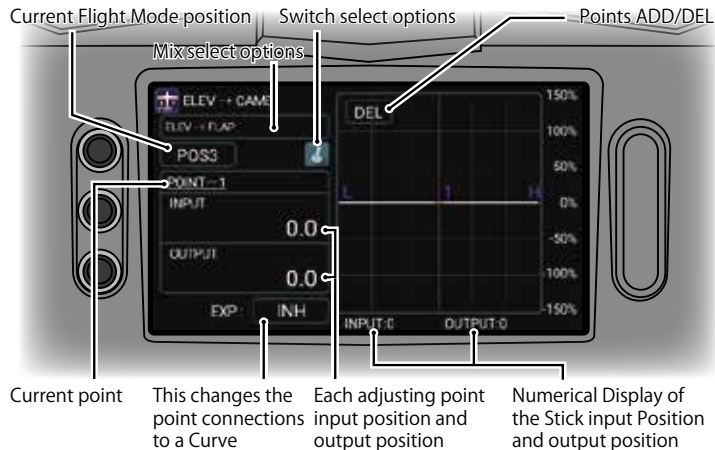 Current Flight Mode position
Switch select options
Points ADD/DEL
Mix select options
ELEV → CAMB
ELEV → FLAP
POS3
POINT—1
INPUT
0.0
OUTPUT
0.0
EXP
INH
DEL
150%
100%
50%
0%
-50%
100%
-150%
L
1
H
INPUT:0
OUTPUT:0
Current point
This changes the
point connections
to a Curve
Each adjusting point
input position and
output position
Numerical Display of
the Stick input Position
and output position